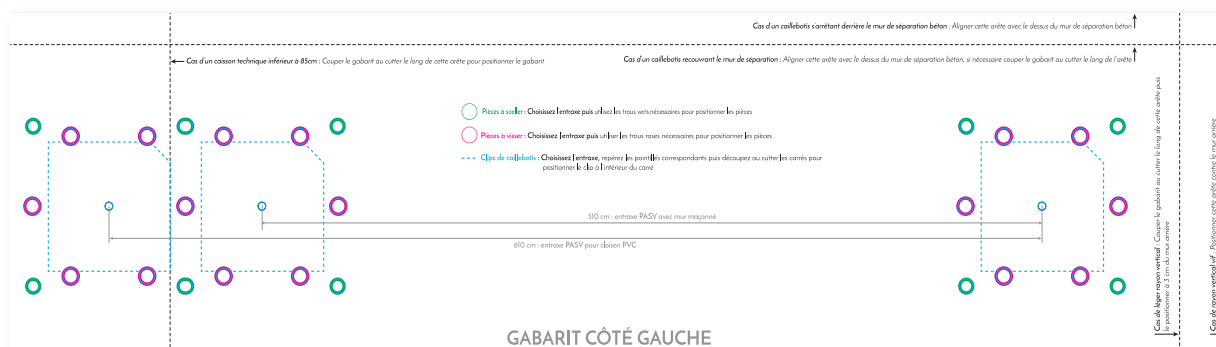 Cas d'un caillebotis s'arrêtant derrière le mur de séparation béton : Aligner cette arête avec le dessus du mur de séparation béton
Cas d'un caisson technique inférieur à 85cm : Couper le gabarit au cutter le long de cette arête pour positionner le gabarit
Cas d'un caillebotis recouvrant le mur de séparation : Aligner cette arête avec le dessus du mur de séparation béton, si nécessaire couper le gabarit au cutter le long de l'arête
Pièces à sceller : Choisissez l'entraxe puis utilisez les trous verts nécessaires pour positionner les pièces
Pièces à visser : Choisissez l'entraxe puis utiliser les trous roses nécessaires pour positionner les pièces
Clips de caillebotis : Choisissez l'entraxe, repérez les pointillés correspondants puis découpez au cutter les carrés pour
positionner le clip à l'intérieur du carré
510 cm : entraxe PASV avec mur maçonné
610 cm : entraxe PASV pour cloison PVC
GABARIT CÔTÉ GAUCHE
Cas de léger rayon vertical : Couper le gabarit au cutter le long de cette arête puis
le positionner à 3 cm du mur arrière
Cas de rayon vertical vif : Positionner cette arête contre le mur arrière